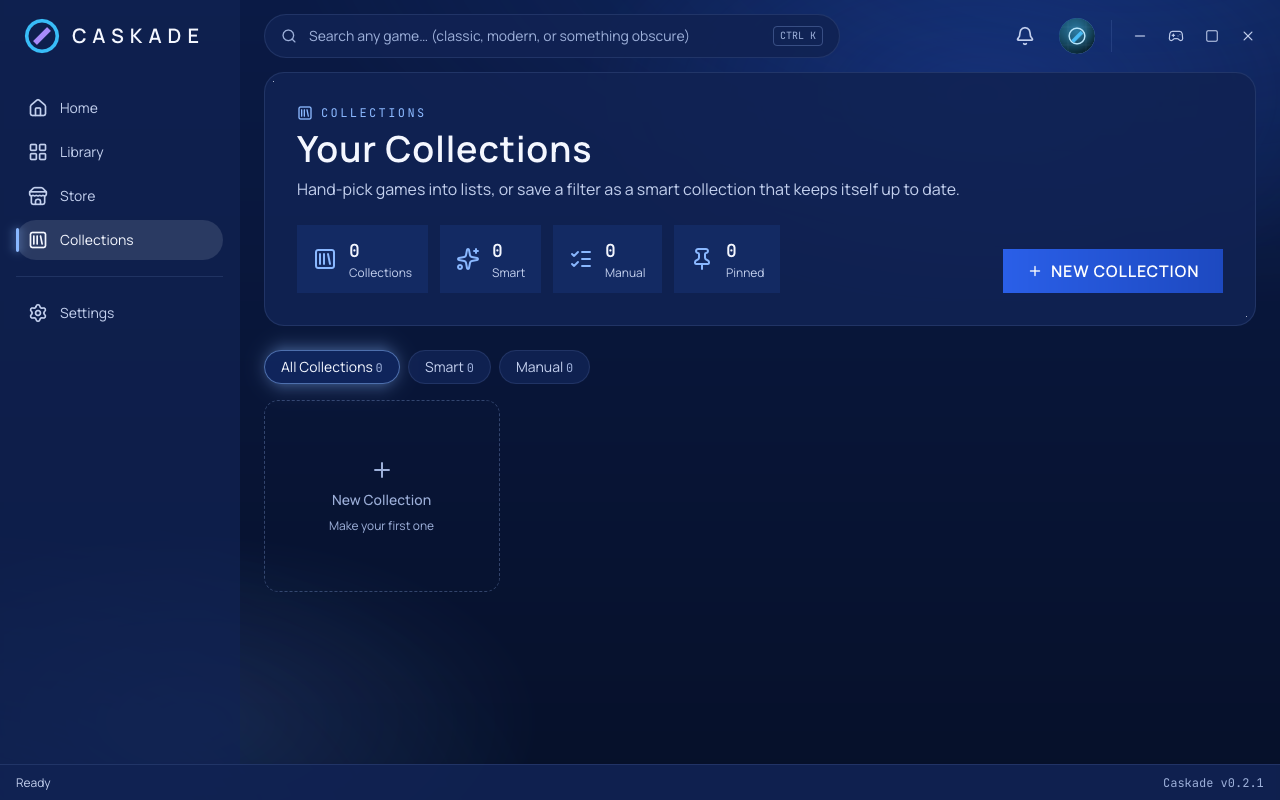 CASKADE
Search any game... (classic, modern, or something obscure)
CTRL K
Home
Library
Store
Collections
Settings
COLLECTIONS
Your Collections
Hand-pick games into lists, or save a filter as a smart collection that keeps itself up to date.
0
Collections
0
Smart
0
Manual
0
Pinned
+ NEW COLLECTION
All Collections 0
Smart 0
Manual 0
New Collection
Make your first one
Ready
Caskade v0.2.1